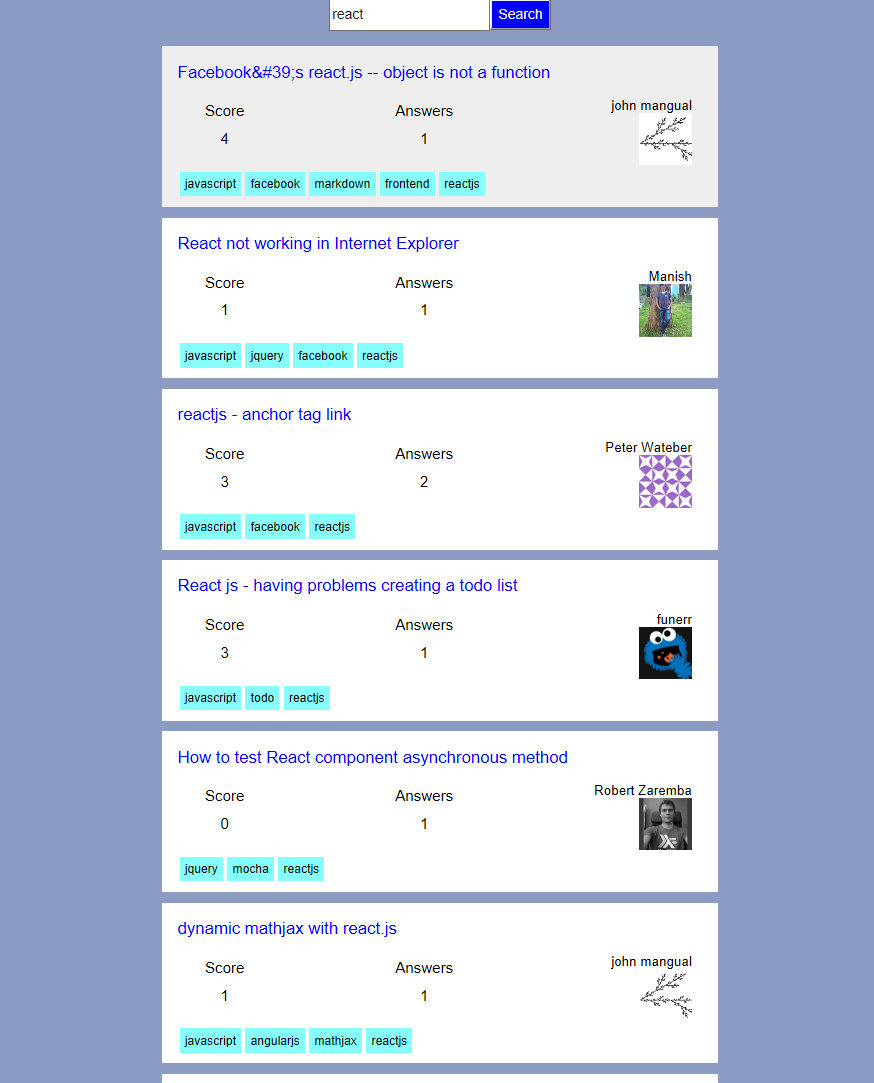 react Search
Facebook&#39;s react.js -- object is not a function
Score Answers john mangual
4 1
javascript facebook markdown frontend reactjs
React not working in Internet Explorer
Score Answers Manish
1 1
javascript jquery facebook reactjs
reactjs - anchor tag link
Score Answers Peter Wateber
3 2
javascript facebook reactjs
React js - having problems creating a todo list
Score Answers funerr
3 1
javascript todo reactjs
How to test React component asynchronous method
Score Answers Robert Zaremba
0 1
jquery mocha reactjs
dynamic mathjax with react.js
Score Answers john mangual
1 1
javascript angularjs mathjax reactjs